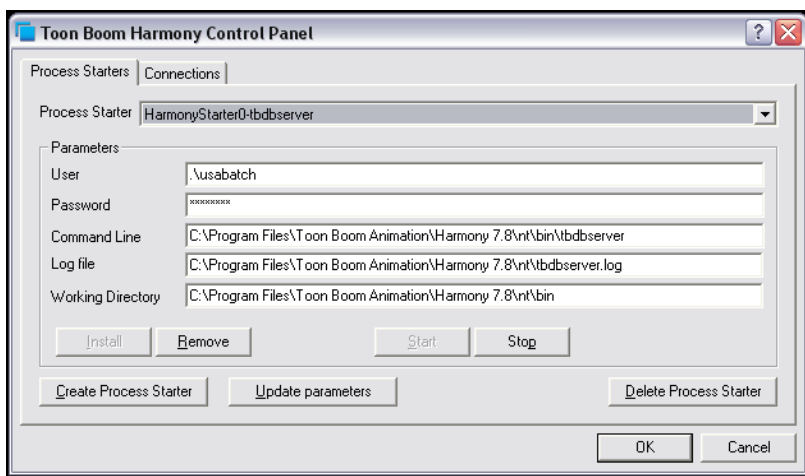 Toon Boom Harmony Control Panel
Process Starters Connections
Process Starter HarmonyStarter0-tbdbserver
Parameters
User .\usabatch
Password ********
Command Line C:\Program Files\Toon Boom Animation\Harmony 7.8\nt\bin\tbdbserver
Log file C:\Program Files\Toon Boom Animation\Harmony 7.8\nt\tbdbserver.log
Working Directory C:\Program Files\Toon Boom Animation\Harmony 7.8\nt\bin
Install Remove Start Stop
Create Process Starter Update parameters Delete Process Starter
OK Cancel